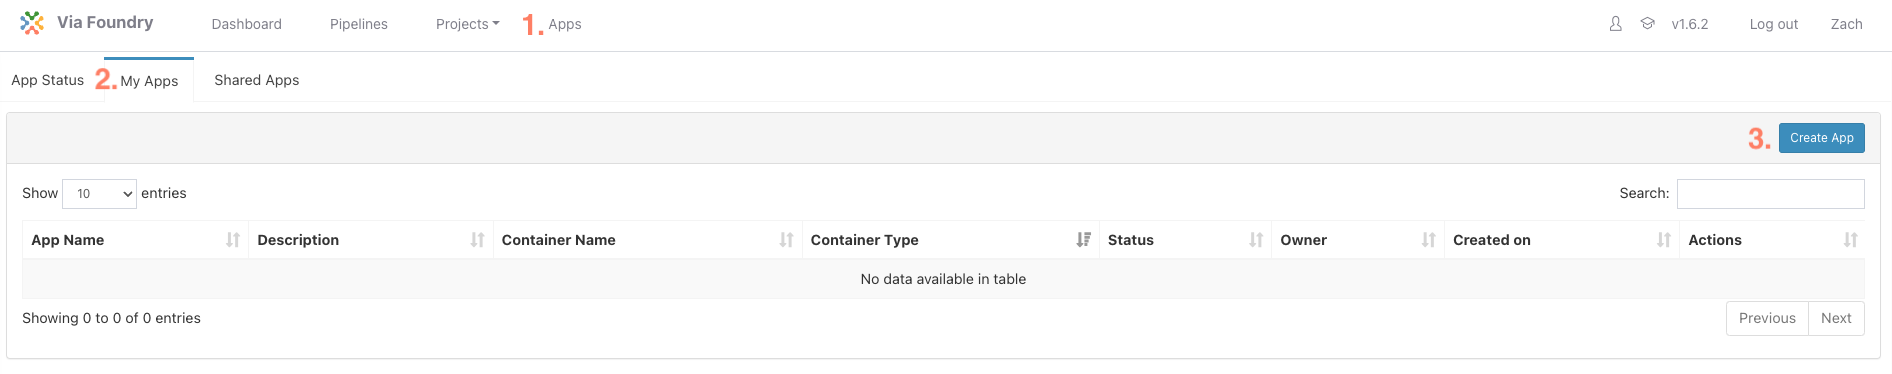 Via Foundry Dashboard Pipelines Projects 1. Apps v1.6.2 Log out Zach
App Status 2. My Apps Shared Apps
3. Create App
Show 10 entries Search:
App Name Description Container Name Container Type Status Owner Created on Actions
No data available in table
Showing 0 to 0 of 0 entries Previous Next